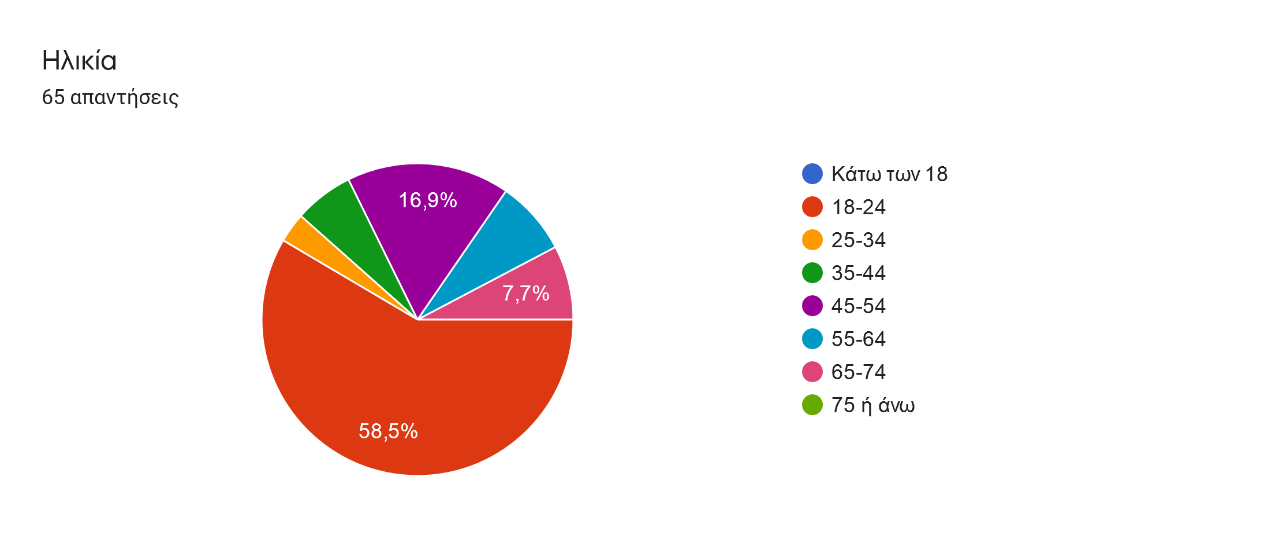 Ηλικία
65 απαντήσεις
16,9%
7,7%
58,5%
Κάτω των 18
18-24
25-34
35-44
45-54
55-64
65-74
75 ή άνω